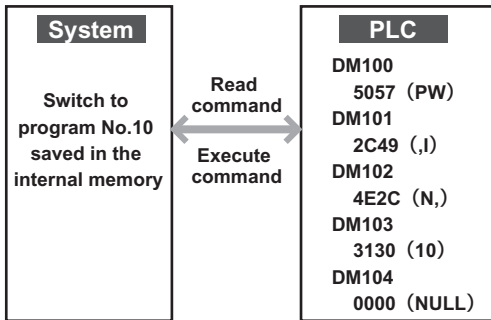 System
Switch to
program No.10
saved in the
internal memory
Read
command
Execute
command
PLC
DM100
5057（PW）
DM101
2C49（,I）
DM102
4E2C（N,）
DM103
3130（10）
DM104
0000（NULL）